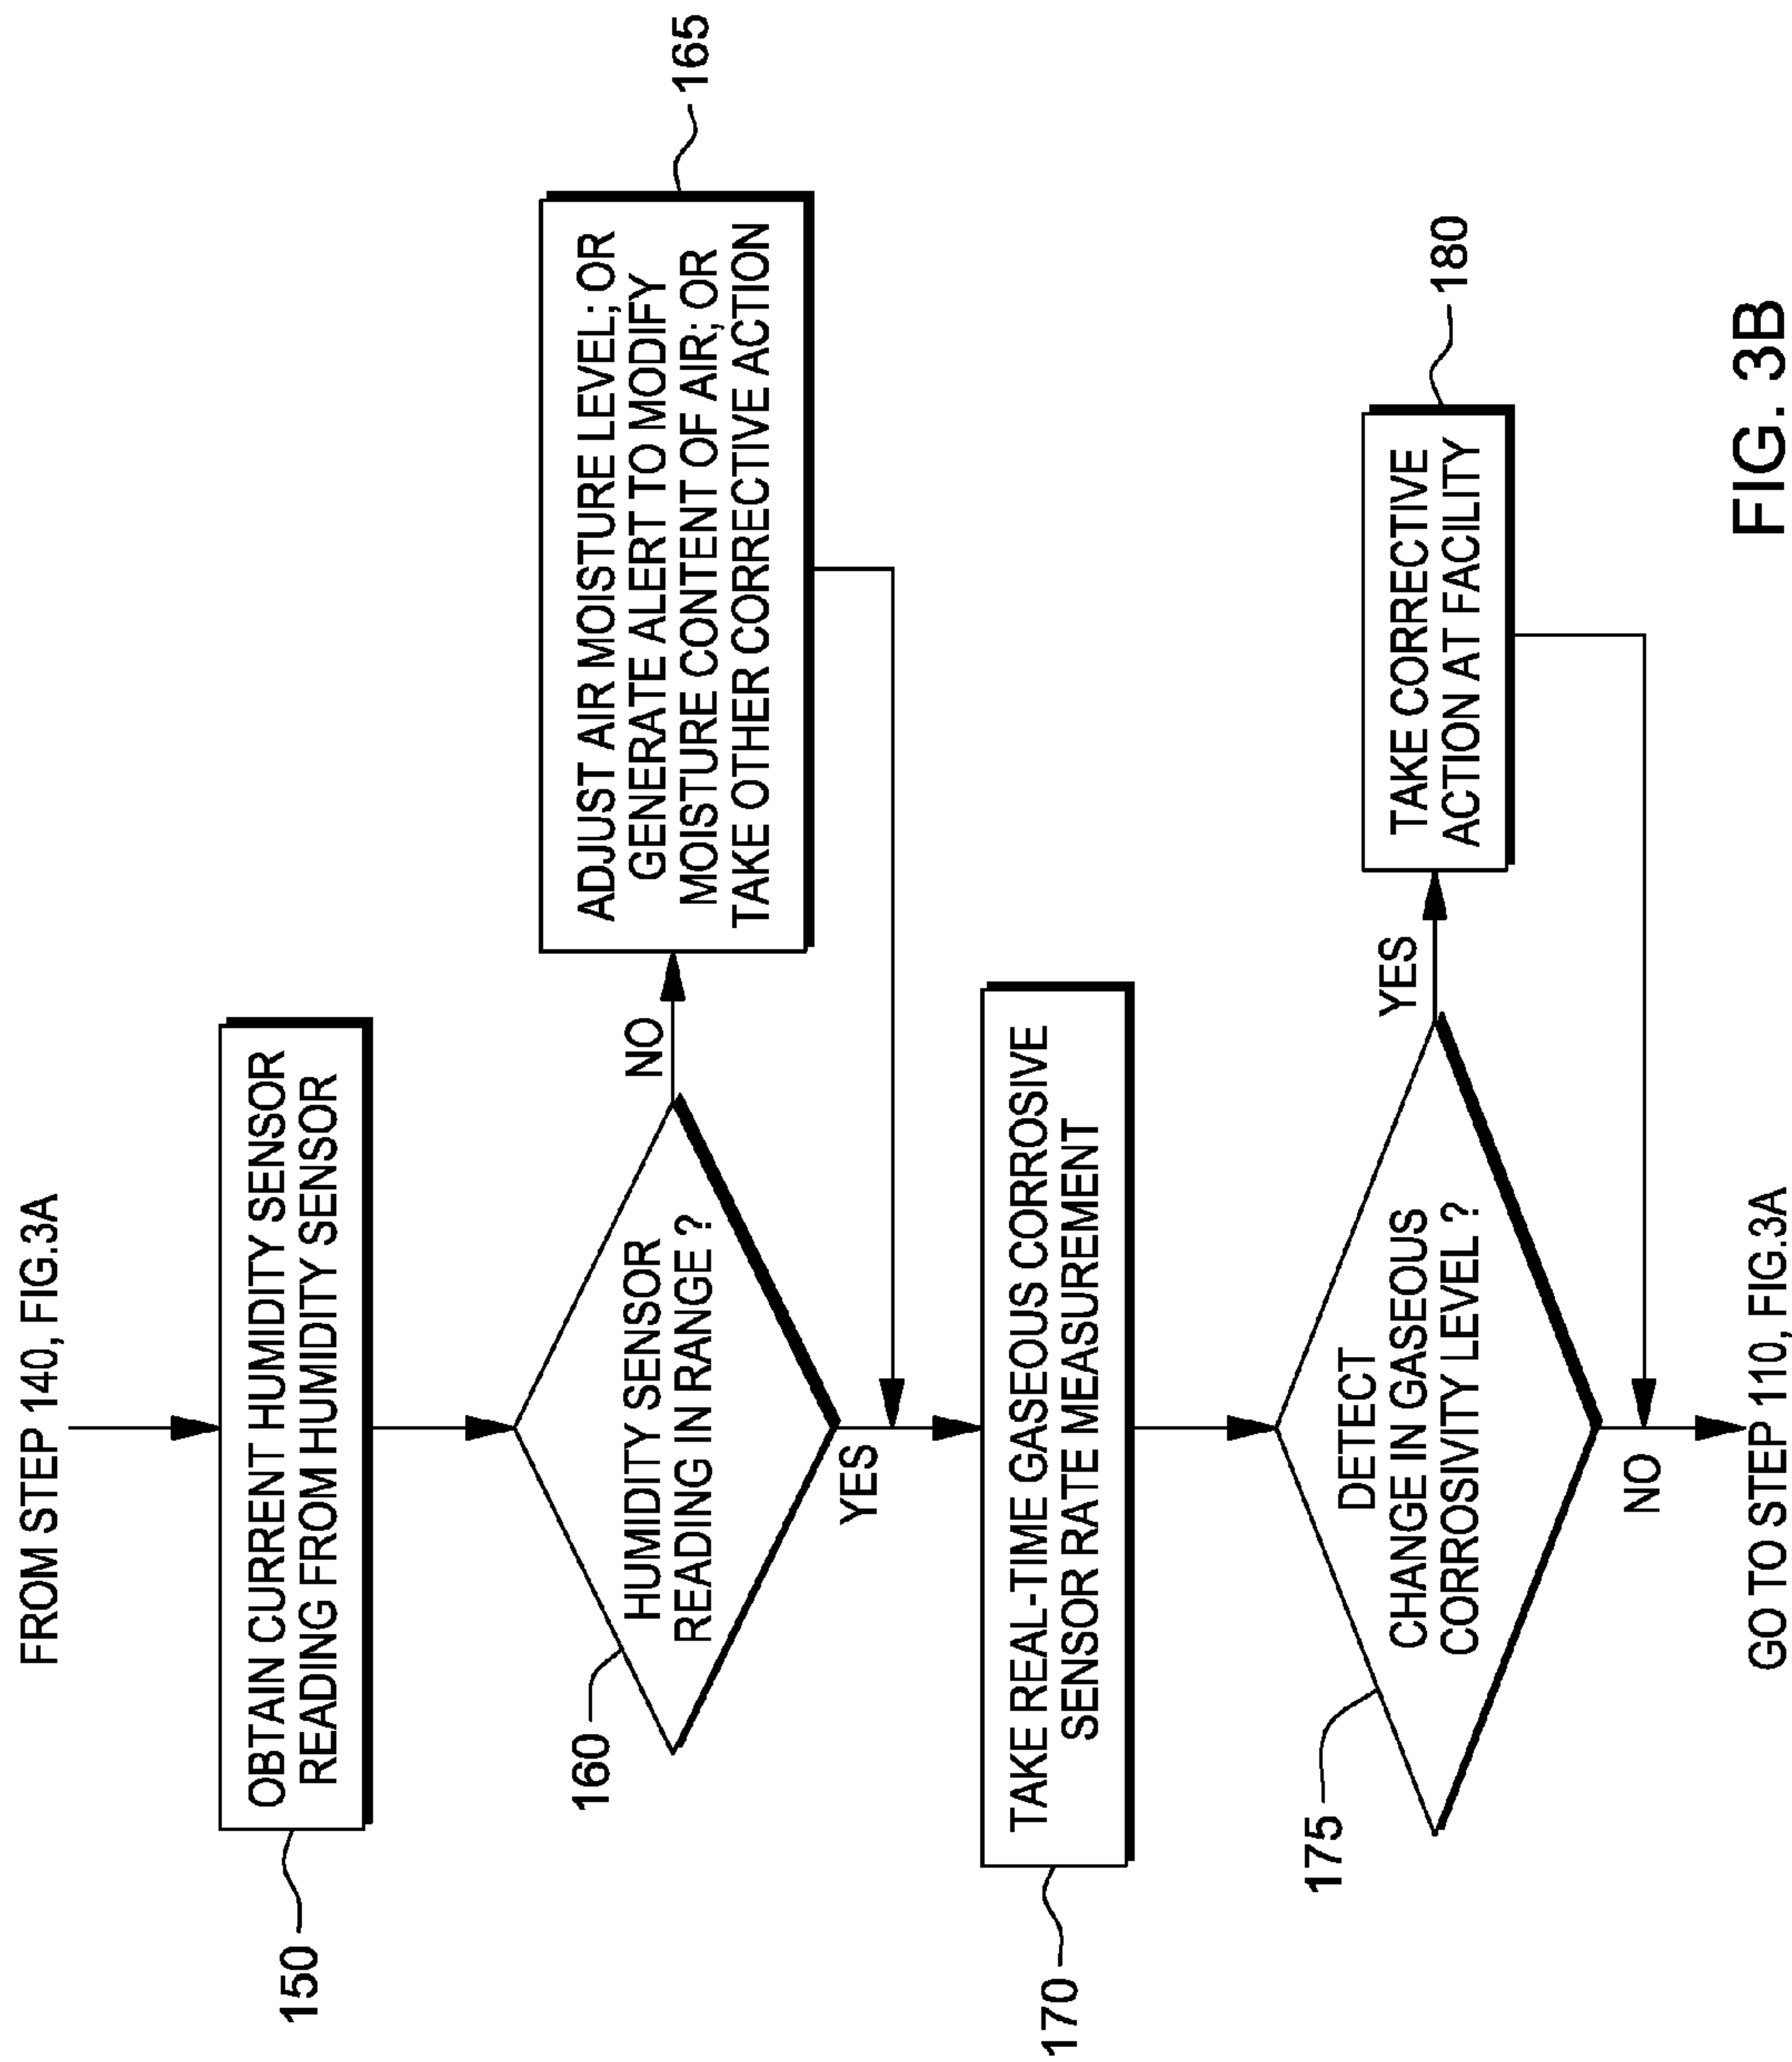 FROM STEP 140, FIG.3A
OBTAIN CURRENT HUMIDITY SENSOR
READING FROM HUMIDITY SENSOR
150
HUMIDITY SENSOR
READING IN RANGE ?
160
NO
ADJUST AIR MOISTURE LEVEL; OR
GENERATE ALERT TO MODIFY
MOISTURE CONTENT OF AIR; OR
TAKE OTHER CORRECTIVE ACTION
165
YES
TAKE REAL-TIME GASEOUS CORROSIVE
SENSOR RATE MEASUREMENT
170
DETECT
CHANGE IN GASEOUS
CORROSIVITY LEVEL ?
175
YES
TAKE CORRECTIVE
ACTION AT FACILITY
180
NO
GO TO STEP 110, FIG.3A
FIG. 3B